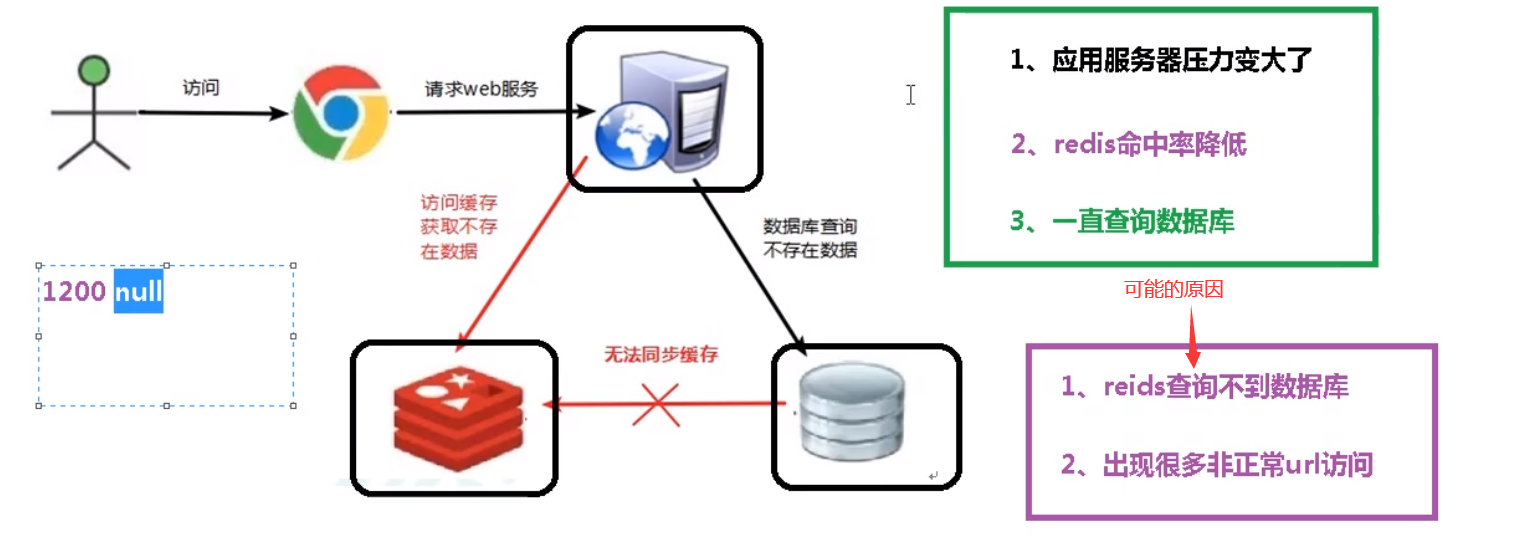 访问
请求web服务
1、应用服务器压力变大了
2、redis命中率降低
3、一直查询数据库
访问缓存
获取不存
在数据
数据库查询
不存在数据
1200 null
可能的原因
无法同步缓存
1、reids查询不到数据库
2、出现很多非正常url访问